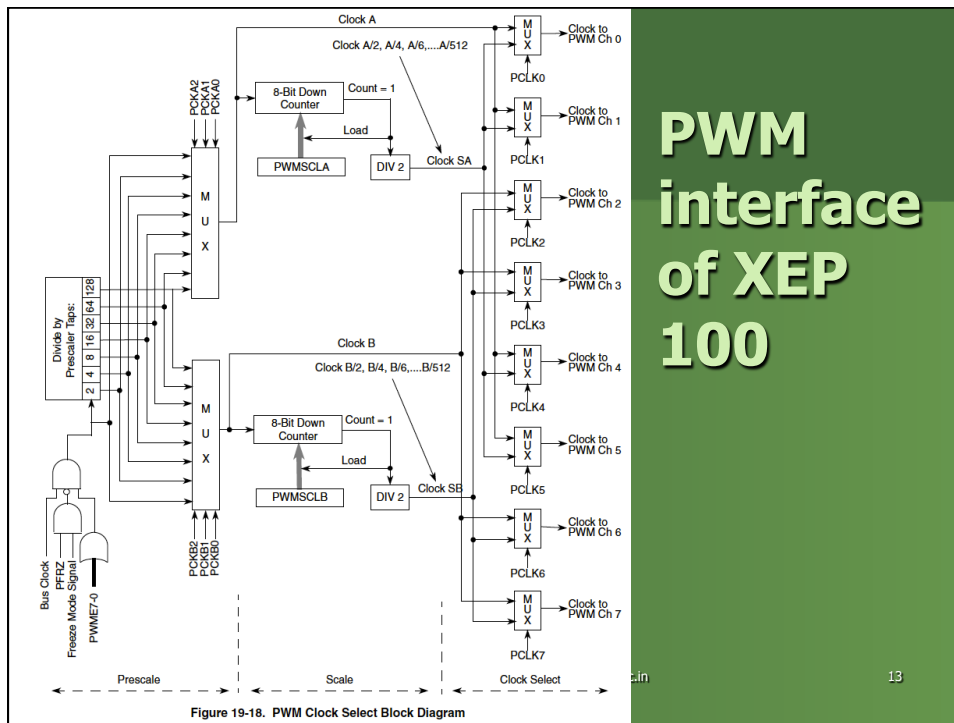 Clock A
Clock A/2, A/4, A/6,....A/512
PCKA2
PCKA1
PCKA0
8-Bit Down
Counter
Count = 1
Load
PWMSCLA
DIV 2
Clock SA
M
U
X
Divide by
Prescaler Taps:
128
64
32
16
8
4
2
Clock B
Clock B/2, B/4, B/6,....B/512
M
U
X
8-Bit Down
Counter
Count = 1
Load
PWMSCLB
DIV 2
Clock SB
PCKB2
PCKB1
PCKB0
Bus Clock
PFRZ
Freeze Mode Signal
PWME7-0
M
U
X
Clock to
PWM Ch 0
PCLK0
M
U
X
Clock to
PWM Ch 1
PCLK1
M
U
X
Clock to
PWM Ch 2
PCLK2
M
U
X
Clock to
PWM Ch 3
PCLK3
M
U
X
Clock to
PWM Ch 4
PCLK4
M
U
X
Clock to
PWM Ch 5
PCLK5
M
U
X
Clock to
PWM Ch 6
PCLK6
M
U
X
Clock to
PWM Ch 7
PCLK7
Prescale
Scale
Clock Select
Figure 19-18. PWM Clock Select Block Diagram
PWM
interface
of XEP
100
.in
13